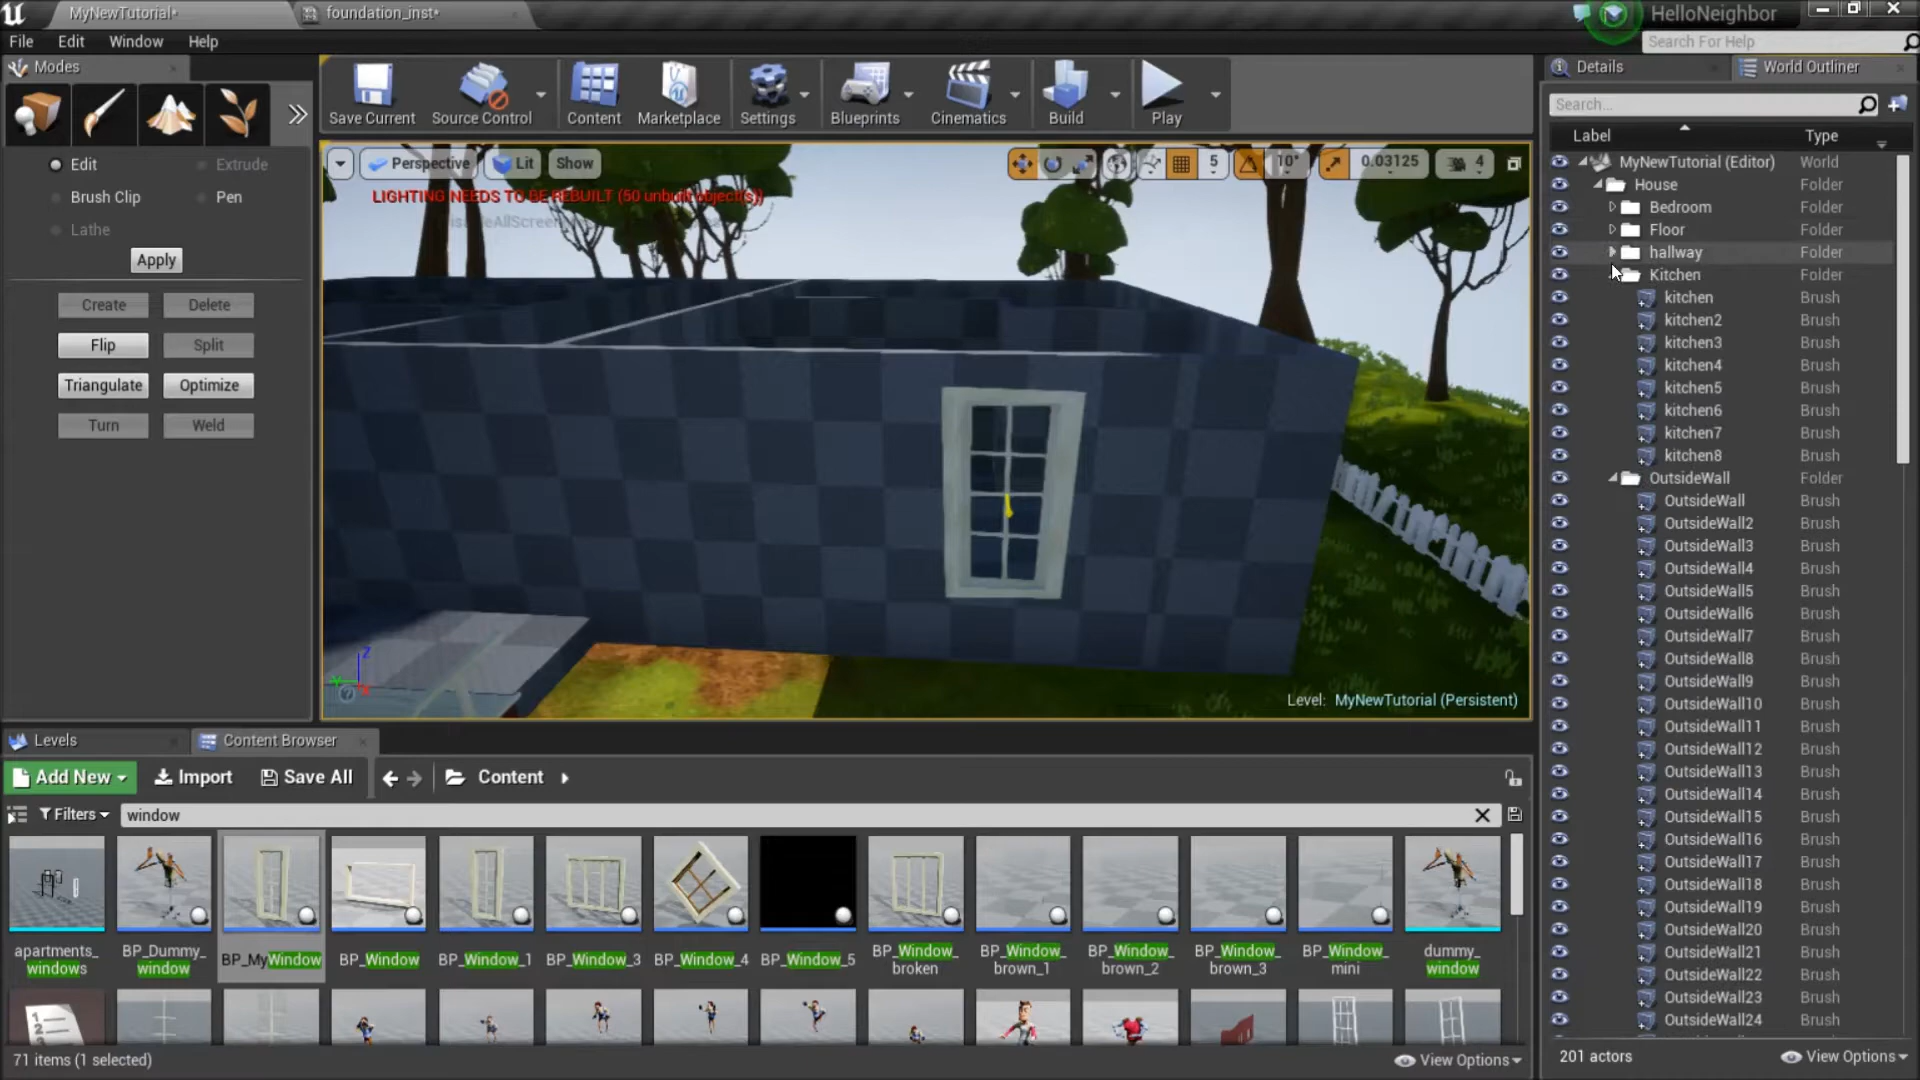 MyNewTutorial*
foundation_inst*
HelloNeighbor
File Edit Window Help
Search For Help
Modes
Save Current
Source Control
Content
Marketplace
Settings
Blueprints
Cinematics
Build
Play
Details
World Outliner
Search...
Label Type
Edit Extrude
Brush Clip Pen
Lathe
Apply
Create Delete
Flip Split
Triangulate Optimize
Turn Weld
Perspective Lit Show
5 10° 0.03125 4
LIGHTING NEEDS TO BE REBUILT (50 unbuilt object(s))
Level: MyNewTutorial (Persistent)
MyNewTutorial (Editor) World
House Folder
Bedroom Folder
Floor Folder
hallway Folder
Kitchen Folder
kitchen Brush
kitchen2 Brush
kitchen3 Brush
kitchen4 Brush
kitchen5 Brush
kitchen6 Brush
kitchen7 Brush
kitchen8 Brush
OutsideWall Folder
OutsideWall Brush
OutsideWall2 Brush
OutsideWall3 Brush
OutsideWall4 Brush
OutsideWall5 Brush
OutsideWall6 Brush
OutsideWall7 Brush
OutsideWall8 Brush
OutsideWall9 Brush
OutsideWall10 Brush
OutsideWall11 Brush
OutsideWall12 Brush
OutsideWall13 Brush
OutsideWall14 Brush
OutsideWall15 Brush
OutsideWall16 Brush
OutsideWall17 Brush
OutsideWall18 Brush
OutsideWall19 Brush
OutsideWall20 Brush
OutsideWall21 Brush
OutsideWall22 Brush
OutsideWall23 Brush
OutsideWall24 Brush
201 actors View Options
Levels
Content Browser
Add New Import Save All Content
Filters window
apartments_
windows
BP_Dummy_
window
BP_MyWindow
BP_Window
BP_Window_1
BP_Window_3
BP_Window_4
BP_Window_5
BP_Window_
broken
BP_Window_
brown_1
BP_Window_
brown_2
BP_Window_
brown_3
BP_Window_
mini
dummy_
window
71 items (1 selected)
View Options